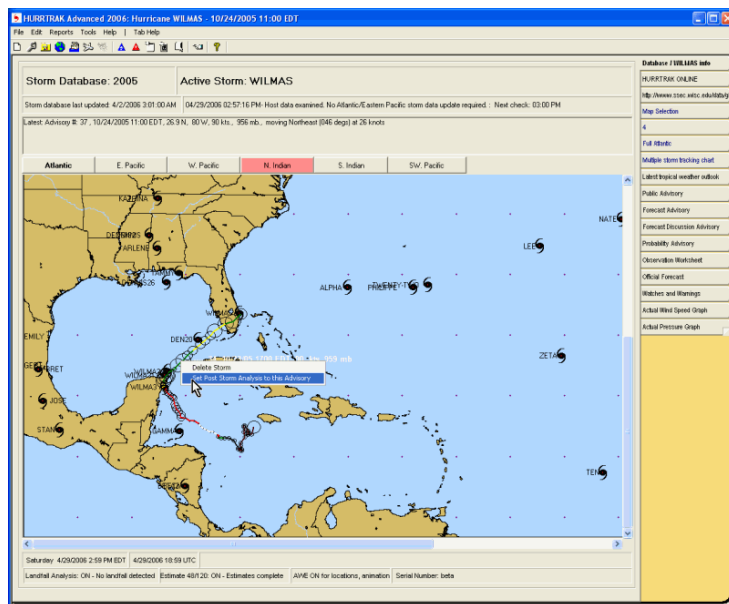 HURRTRAK Advanced 2006: Hurricane WILMAS - 10/24/2005 11:00 EDT
File Edit Reports Tools Help | Tab Help
Storm Database: 2005
Active Storm: WILMAS
Storm database last updated: 4/2/2006 3:01:00 AM
04/29/2006 02:57:16 PM- Host data examined. No Atlantic/Eastern Pacific storm data update required. : Next check: 03:00 PM
Latest: Advisory #: 37 , 10/24/2005 11:00 EDT, 26.9 N, 80 W, 90 kts., 956 mb., moving Northeast (046 degs) at 26 knots
Atlantic
E. Pacific
W. Pacific
N. Indian
S. Indian
SW. Pacific
KATRINA
NATE
ARLENE
LEE
TAMMY
ALPHA
DEN20
EMILY
ZETA
JOSE
STAN
GAMMA
TEN
Delete Storm
Set Post Storm Analysis to this Advisory
Database / WILMAS info
HURRTRAK ONLINE
Map Selection
4
Full Atlantic
Multiple storm tracking chart
Latest tropical weather outlook
Public Advisory
Forecast Advisory
Forecast Discussion Advisory
Probability Advisory
Observation Worksheet
Official Forecast
Watches and Warnings
Actual Wind Speed Graph
Actual Pressure Graph
Saturday 4/29/2006 2:59 PM EDT
4/29/2006 18:59 UTC
Landfall Analysis: ON - No landfall detected
Estimate 48/120: ON - Estimates complete
AWE ON for locations, animation
Serial Number: beta